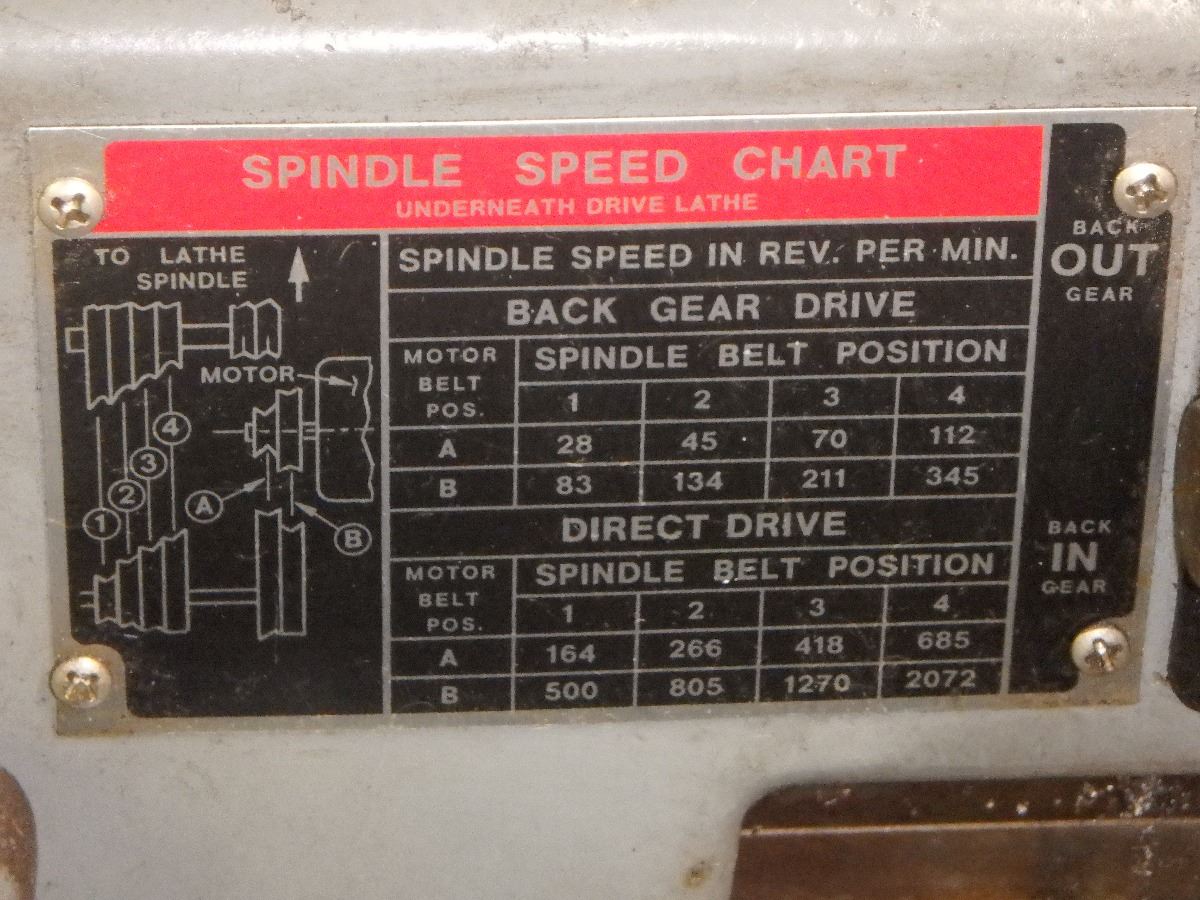 SPINDLE SPEED CHART
UNDERNEATH DRIVE LATHE
TO LATHE
SPINDLE
MOTOR
4
3
2
1
A
B
SPINDLE SPEED IN REV. PER MIN.
BACK GEAR DRIVE
MOTOR BELT POS.
SPINDLE BELT POSITION
1 2 3 4
A 28 45 70 112
B 83 134 211 345
DIRECT DRIVE
MOTOR BELT POS.
SPINDLE BELT POSITION
1 2 3 4
A 164 266 418 685
B 500 805 1270 2072
BACK
OUT
GEAR
BACK
IN
GEAR